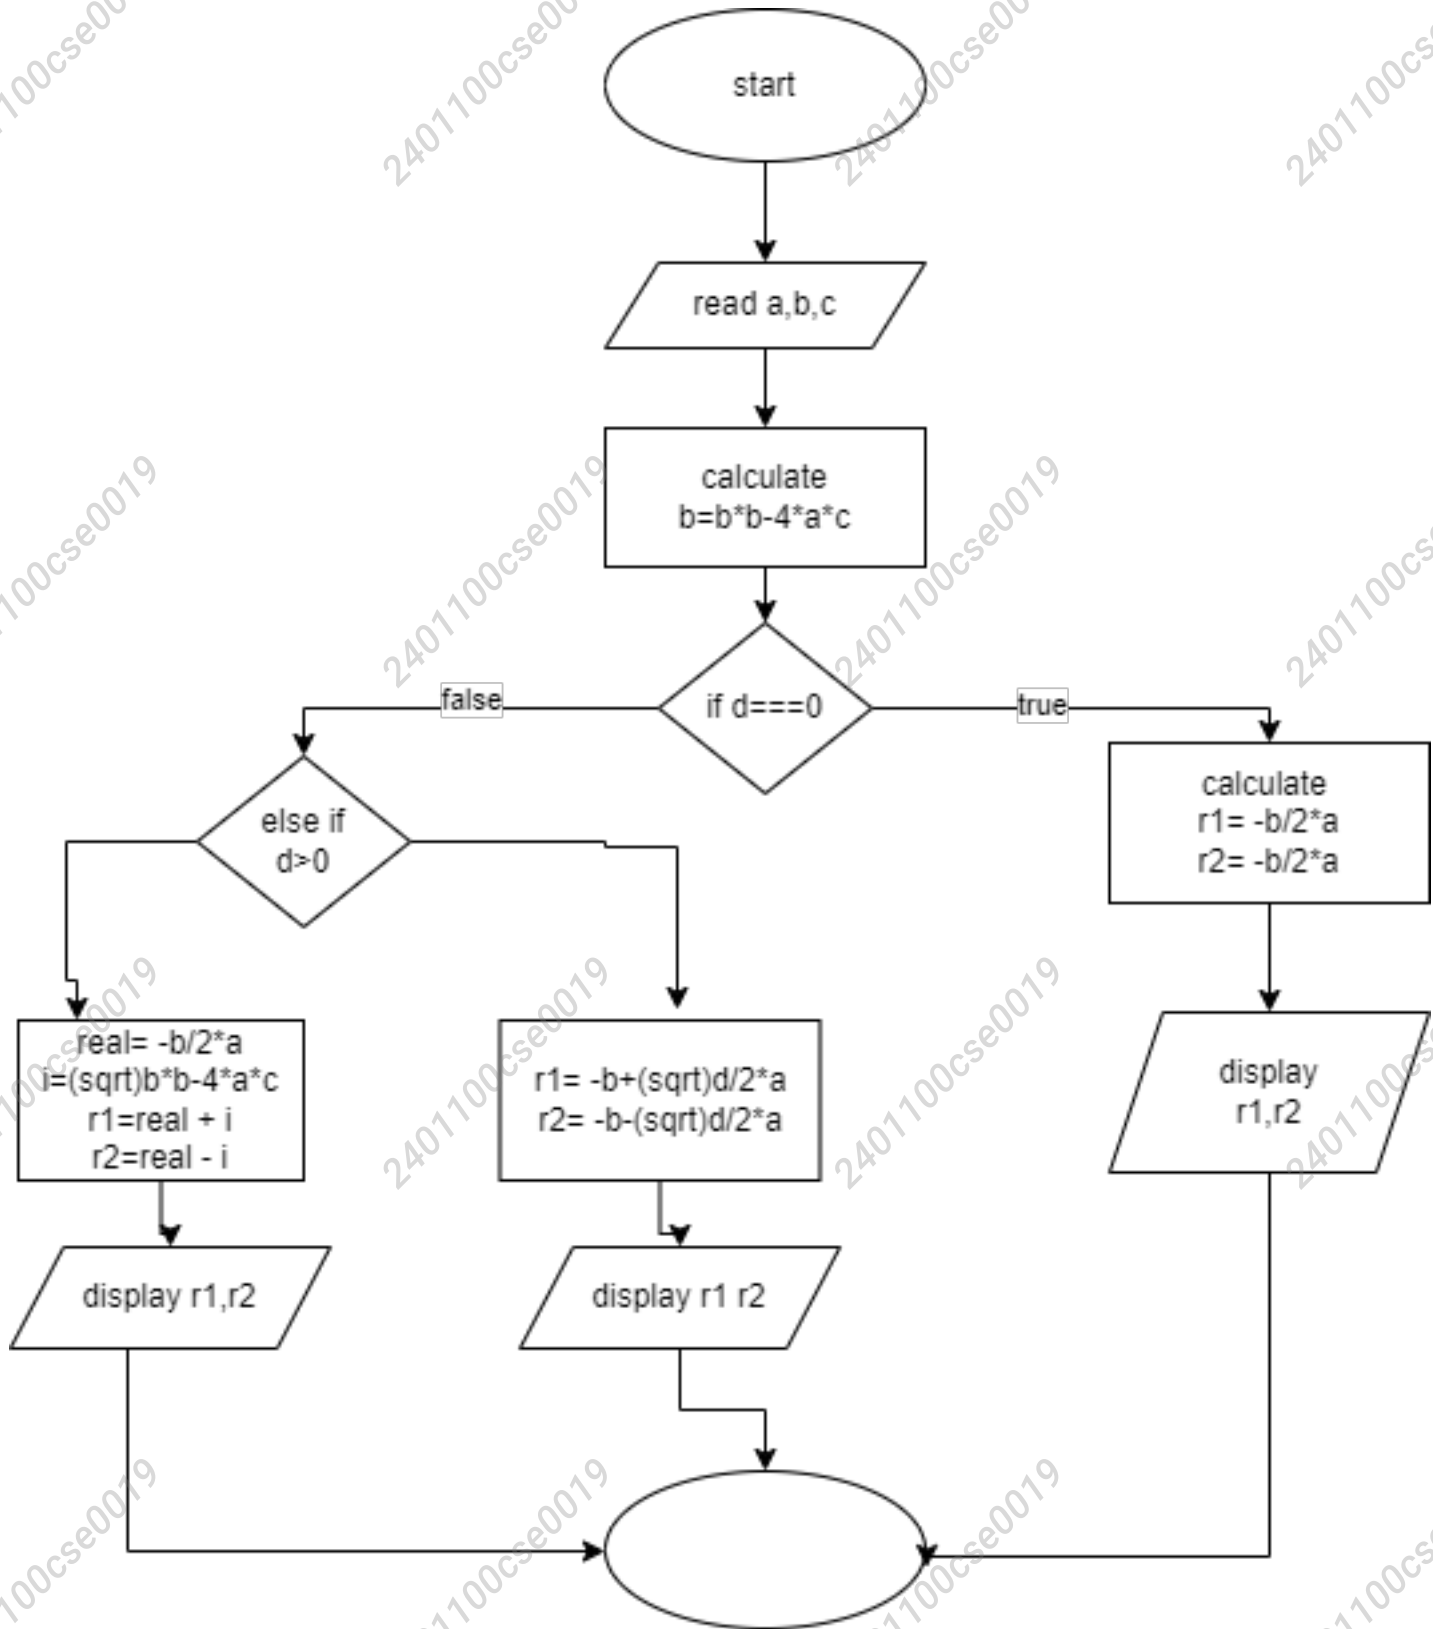 start
read a,b,c
calculate
b=b*b-4*a*c
if d===0
false
true
else if
d>0
calculate
r1= -b/2*a
r2= -b/2*a
real= -b/2*a
i=(sqrt)b*b-4*a*c
r1=real + i
r2=real - i
r1= -b+(sqrt)d/2*a
r2= -b-(sqrt)d/2*a
display
r1,r2
display r1,r2
display r1 r2
2401100cse0019